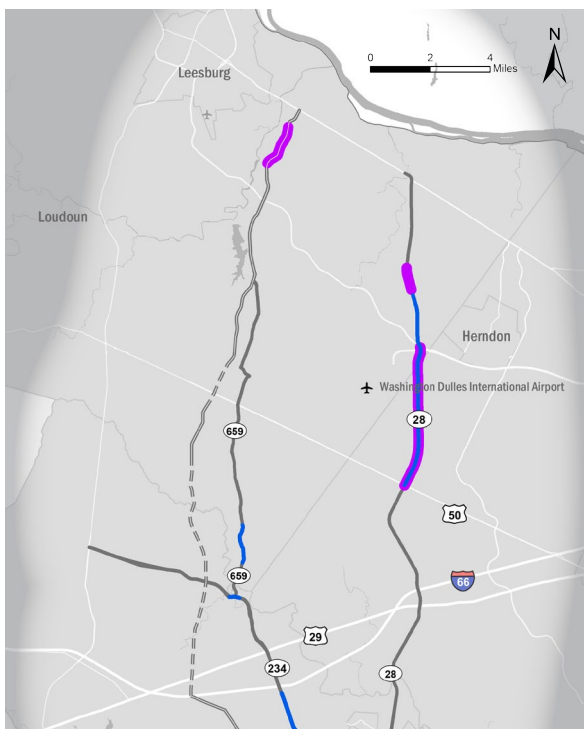 N
0 2 4
Miles
Leesburg
Loudoun
Herndon
Washington Dulles International Airport
28
659
50
659
66
29
234
28